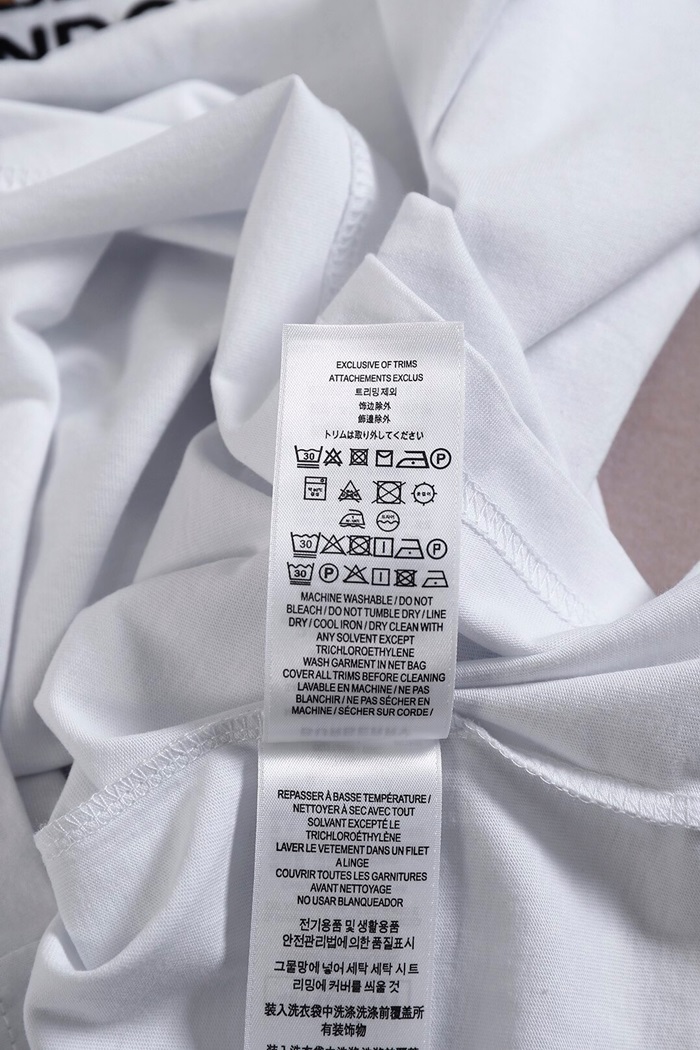 EXCLUSIVE OF TRIMS
ATTACHEMENTS EXCLUS
트리밍 제외
饰边除外
飾邊除外
トリムは取り外してください
30 P
30 P
30 P
MACHINE WASHABLE / DO NOT
BLEACH / DO NOT TUMBLE DRY / LINE
DRY / COOL IRON / DRY CLEAN WITH
ANY SOLVENT EXCEPT
TRICHLOROETHYLENE
WASH GARMENT IN NET BAG
COVER ALL TRIMS BEFORE CLEANING
LAVABLE EN MACHINE / NE PAS
BLANCHIR / NE PAS SÉCHER EN
MACHINE / SÉCHER SUR CORDE /
BURBERRY
REPASSER À BASSE TEMPÉRATURE /
NETTOYER À SEC AVEC TOUT
SOLVANT EXCEPTÉ LE
TRICHLOROÉTHYLÈNE
LAVER LE VETEMENT DANS UN FILET
A LINGE
COUVRIR TOUTES LES GARNITURES
AVANT NETTOYAGE
NO USAR BLANQUEADOR
전기용품 및 생활용품
안전관리법에 의한 품질표시
그물망에 넣어 세탁 세탁 시 트
리밍에 커버를 씌울 것
装入洗衣袋中洗涤洗涤前覆盖所
有装饰物